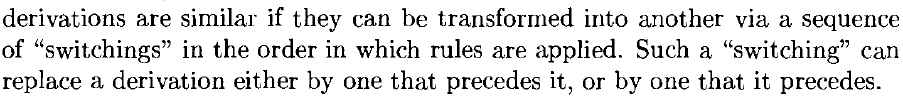 derivations are similar if they can be transformed into another via a sequence
of “switchings” in the order in which rules are applied. Such a “switching” can
replace a derivation either by one that precedes it, or by one that it precedes.